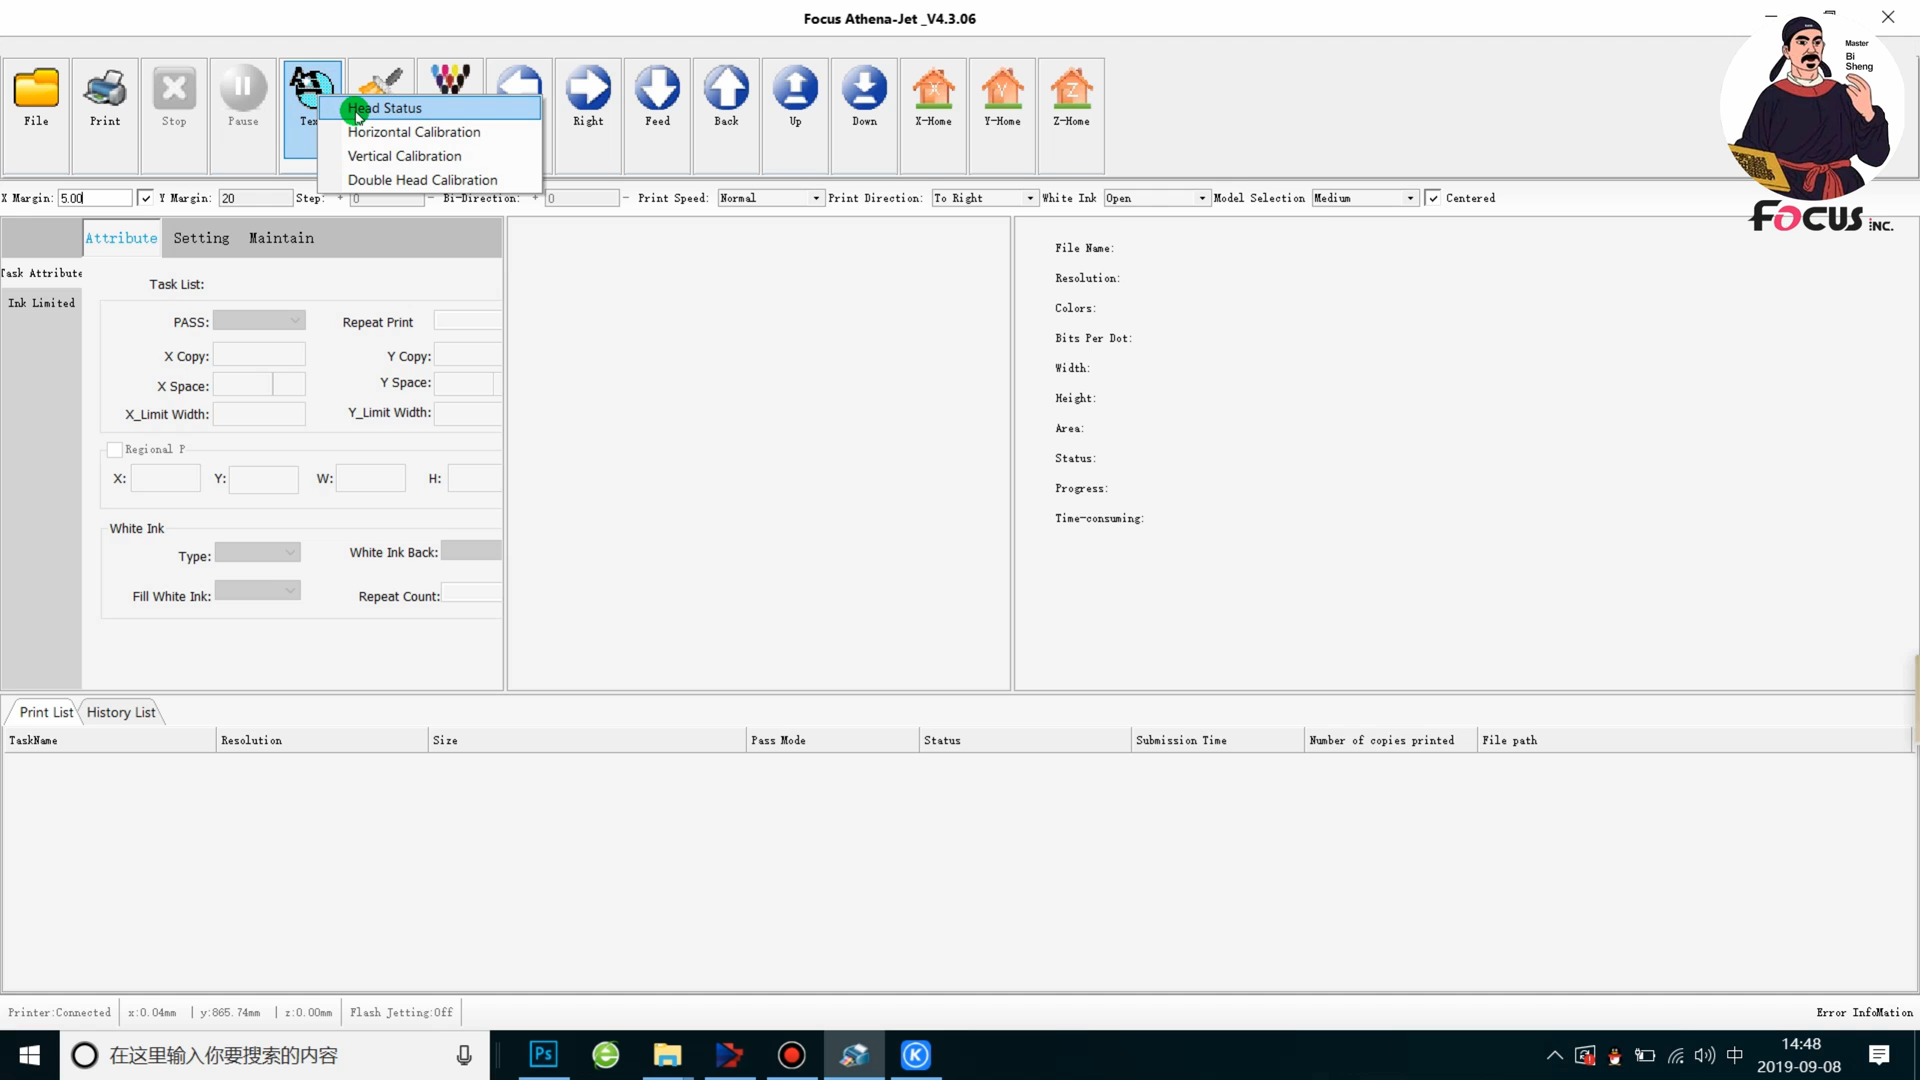 Focus Athena-Jet _V4.3.06
Master
Bi
Sheng
FOCUS INC.
File
Print
Stop
Pause
Right
Feed
Back
Up
Down
X-Home
Y-Home
Z-Home
Head Status
Horizontal Calibration
Vertical Calibration
Double Head Calibration
X Margin: 5.00 Y Margin: 20 Step: + 0 - Bi-Direction: + 0 - Print Speed: Normal Print Direction: To Right White Ink Open Model Selection Medium Centered
Attribute Setting Maintain
Task Attribute
Ink Limited
Task List:
PASS: Repeat Print
X Copy: Y Copy:
X Space: Y Space:
X_Limit Width: Y_Limit Width:
Regional P
X: Y: W: H:
White Ink
Type: White Ink Back:
Fill White Ink: Repeat Count:
File Name:
Resolution:
Colors:
Bits Per Dot:
Width:
Height:
Area:
Status:
Progress:
Time-consuming:
Print List History List
TaskName Resolution Size Pass Mode Status Submission Time Number of copies printed File path
Printer:Connected x:0.04mm y:865.74mm z:0.00mm Flash Jetting:Off Error InfoMation
在这里输入你要搜索的内容
Ps
K
中
14:48
2019-09-08